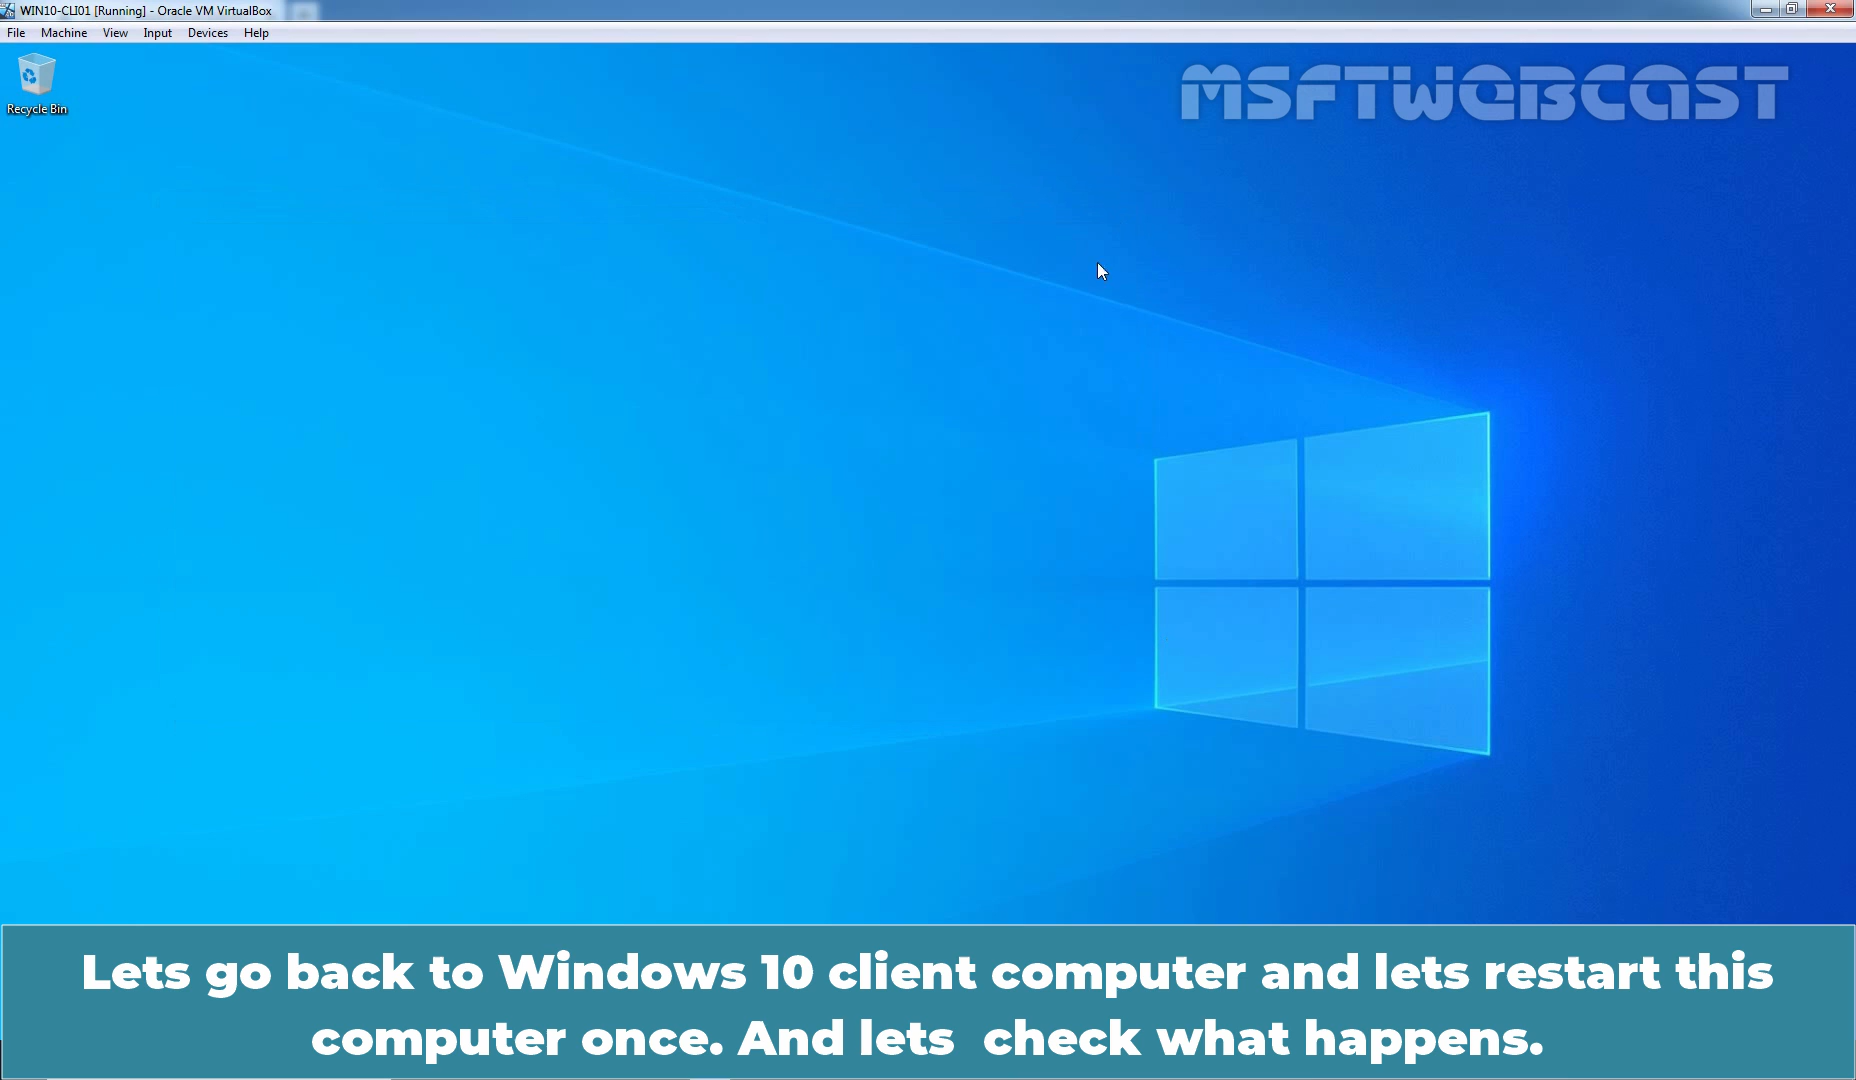 WIN10-CLI01 [Running] - Oracle VM VirtualBox
File Machine View Input Devices Help
MSFTWEBCAST
Recycle Bin
Lets go back to Windows 10 client computer and lets restart this
computer once. And lets  check what happens.